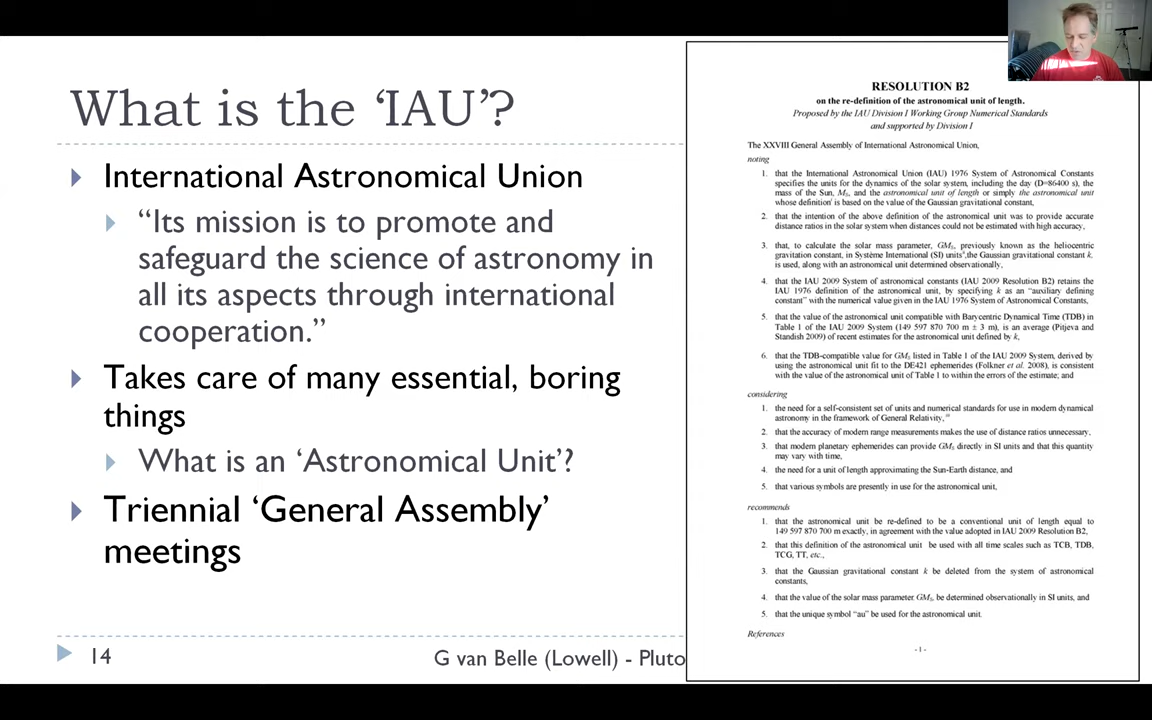 What is the ‘IAU’?
International Astronomical Union
“Its mission is to promote and
safeguard the science of astronomy in
all its aspects through international
cooperation.”
Takes care of many essential, boring
things
What is an ‘Astronomical Unit’?
Triennial ‘General Assembly’
meetings
14
G van Belle (Lowell) - Pluto
RESOLUTION B2
on the re-definition of the astronomical unit of length.
Proposed by the IAU Division I Working Group Numerical Standards
and supported by Division I
The XXVIII General Assembly of International Astronomical Union,
noting
1. that the International Astronomical Union (IAU) 1976 System of Astronomical Constants
specifies the units for the dynamics of the solar system, including the day (D=86400 s), the
mass of the Sun, MS, and the astronomical unit of length or simply the astronomical unit
whose definition is based on the value of the Gaussian gravitational constant,
2. that the intention of the above definition of the astronomical unit was to provide accurate
distance ratios in the solar system when distances could not be estimated with high accuracy,
3. that, to calculate the solar mass parameter, GMS, previously known as the heliocentric
gravitation constant, in Système International (SI) units, the Gaussian gravitational constant k,
is used, along with an astronomical unit determined observationally,
4. that the IAU 2009 System of astronomical constants (IAU 2009 Resolution B2) retains the
IAU 1976 definition of the astronomical unit, by specifying k as an “auxiliary defining
constant” with the numerical value given in the IAU 1976 System of Astronomical Constants,
5. that the value of the astronomical unit compatible with Barycentric Dynamical Time (TDB) in
Table 1 of the IAU 2009 System (149 597 870 700 m ± 3 m), is an average (Pitjeva and
Standish 2009) of recent estimates for the astronomical unit defined by k,
6. that the TDB-compatible value for GMS listed in Table 1 of the IAU 2009 System, derived by
using the astronomical unit fit to the DE421 ephemerides (Folkner et al. 2008), is consistent
with the value of the astronomical unit of Table 1 to within the errors of the estimate; and
considering
1. the need for a self-consistent set of units and numerical standards for use in modern dynamical
astronomy in the framework of General Relativity,
2. that the accuracy of modern range measurements makes the use of distance ratios unnecessary,
3. that modern planetary ephemerides can provide GMS directly in SI units and that this quantity
may vary with time,
4. the need for a unit of length approximating the Sun-Earth distance, and
5. that various symbols are presently in use for the astronomical unit,
recommends
1. that the astronomical unit be re-defined to be a conventional unit of length equal to
149 597 870 700 m exactly, in agreement with the value adopted in IAU 2009 Resolution B2,
2. that this definition of the astronomical unit be used with all time scales such as TCB, TDB,
TCG, TT, etc.,
3. that the Gaussian gravitational constant k be deleted from the system of astronomical
constants,
4. that the value of the solar mass parameter, GMS, be determined observationally in SI units, and
5. that the unique symbol “au” be used for the astronomical unit.
References
- 1 -